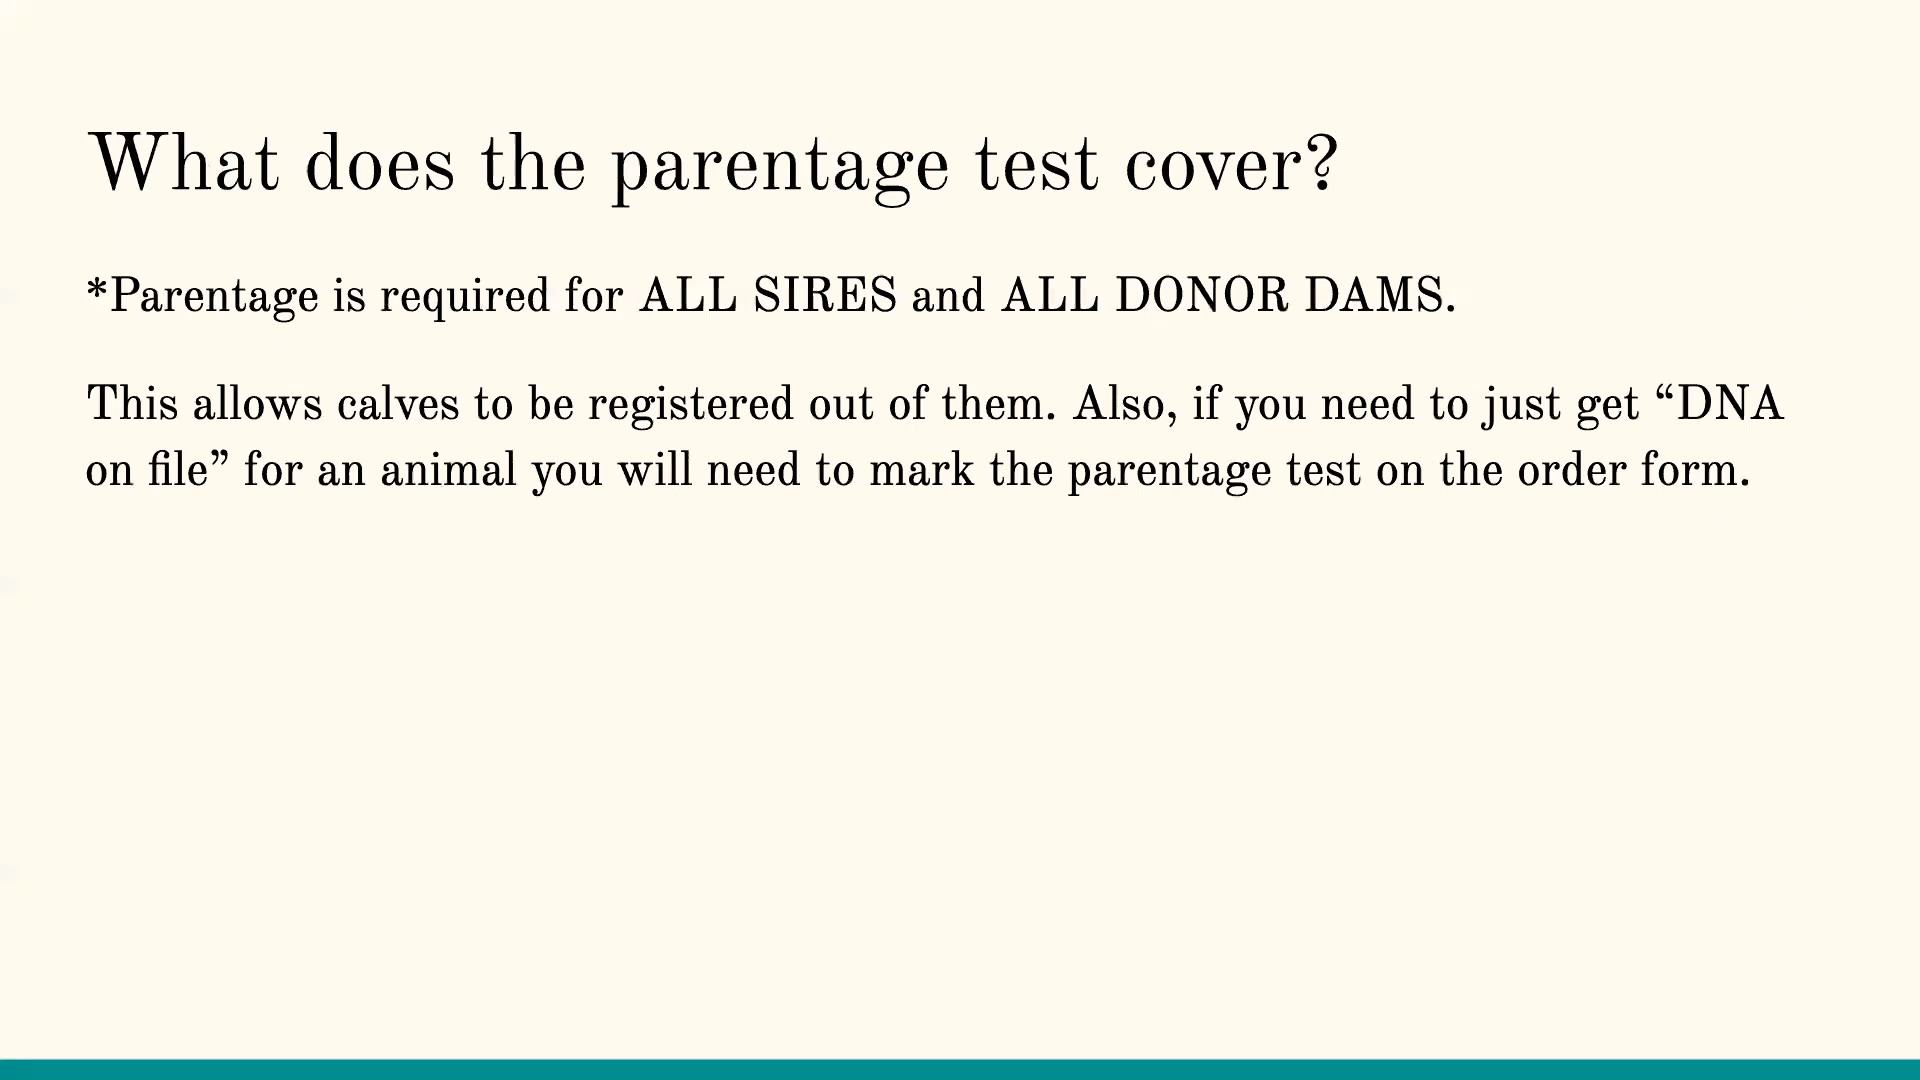 What does the parentage test cover?
*Parentage is required for ALL SIRES and ALL DONOR DAMS.
This allows calves to be registered out of them. Also, if you need to just get “DNA
on file” for an animal you will need to mark the parentage test on the order form.